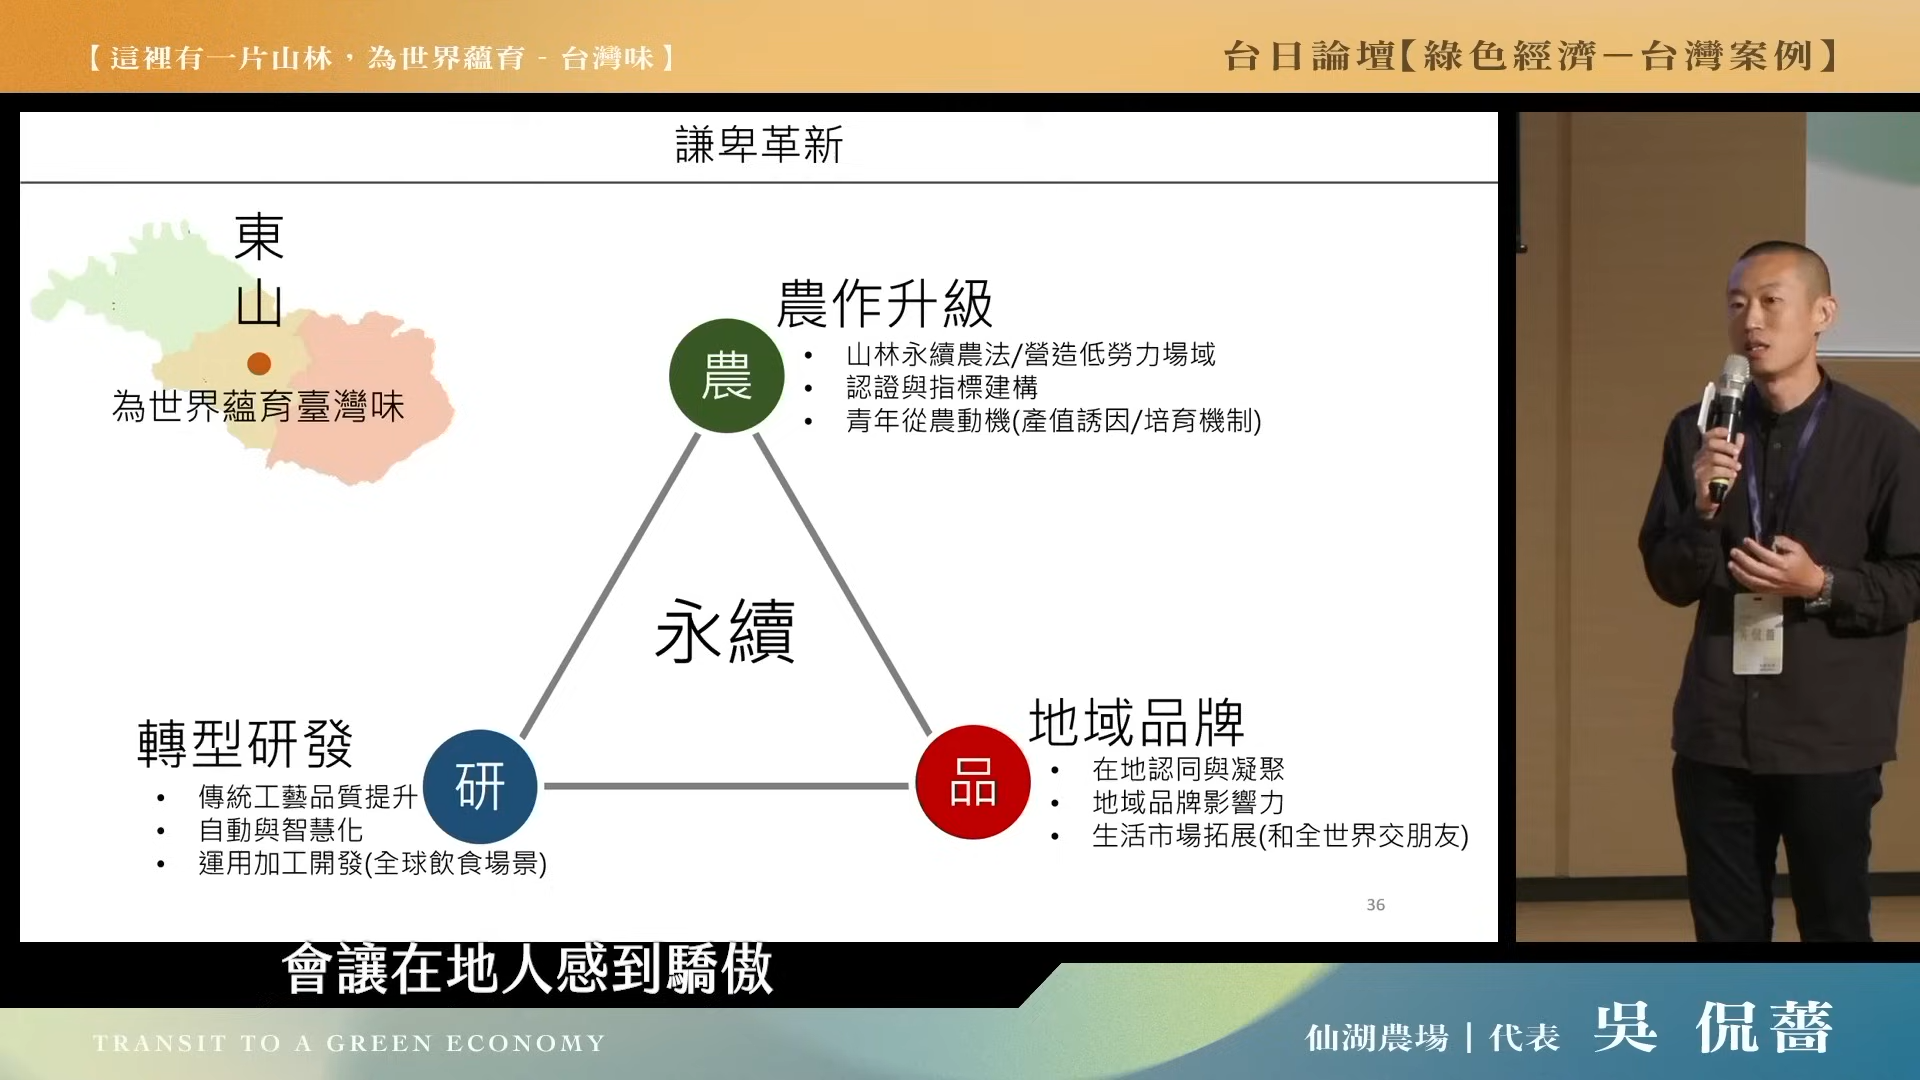 【這裡有一片山林，為世界蘊育 - 台灣味】
台日論壇【綠色經濟－台灣案例】
謙卑革新
東山
為世界蘊育臺灣味
農作升級
農
• 山林永續農法/營造低勞力場域
• 認證與指標建構
• 青年從農動機(產值誘因/培育機制)
永續
轉型研發
研
• 傳統工藝品質提升
• 自動與智慧化
• 運用加工開發(全球飲食場景)
地域品牌
品
• 在地認同與凝聚
• 地域品牌影響力
• 生活市場拓展(和全世界交朋友)
36
會讓在地人感到驕傲
TRANSIT TO A GREEN ECONOMY
仙湖農場｜代表 吳侃薔